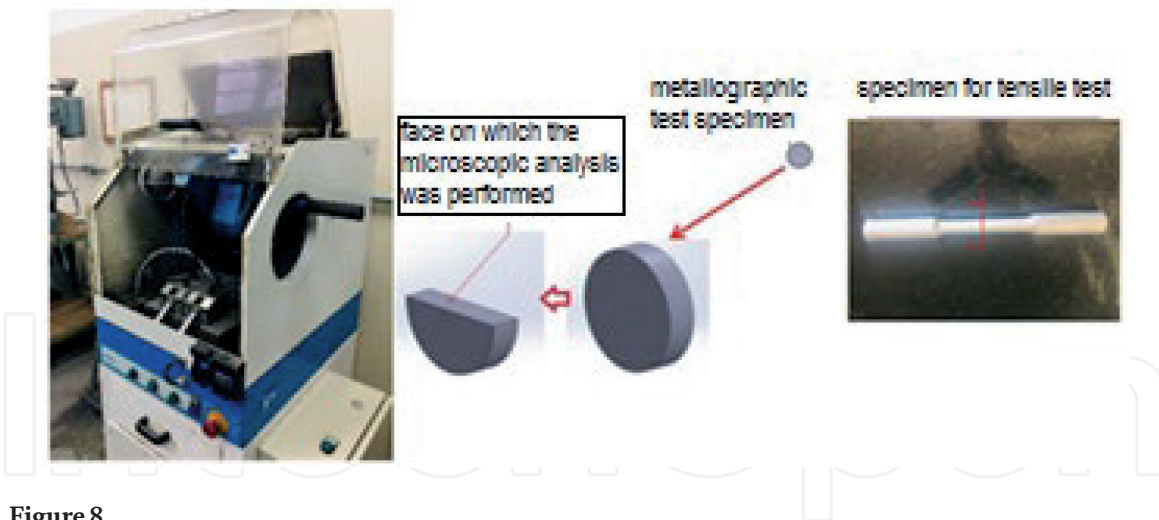 face on which the
microscopic analysis
was performed
metallographic
test specimen
specimen for tensile test
Figure 8